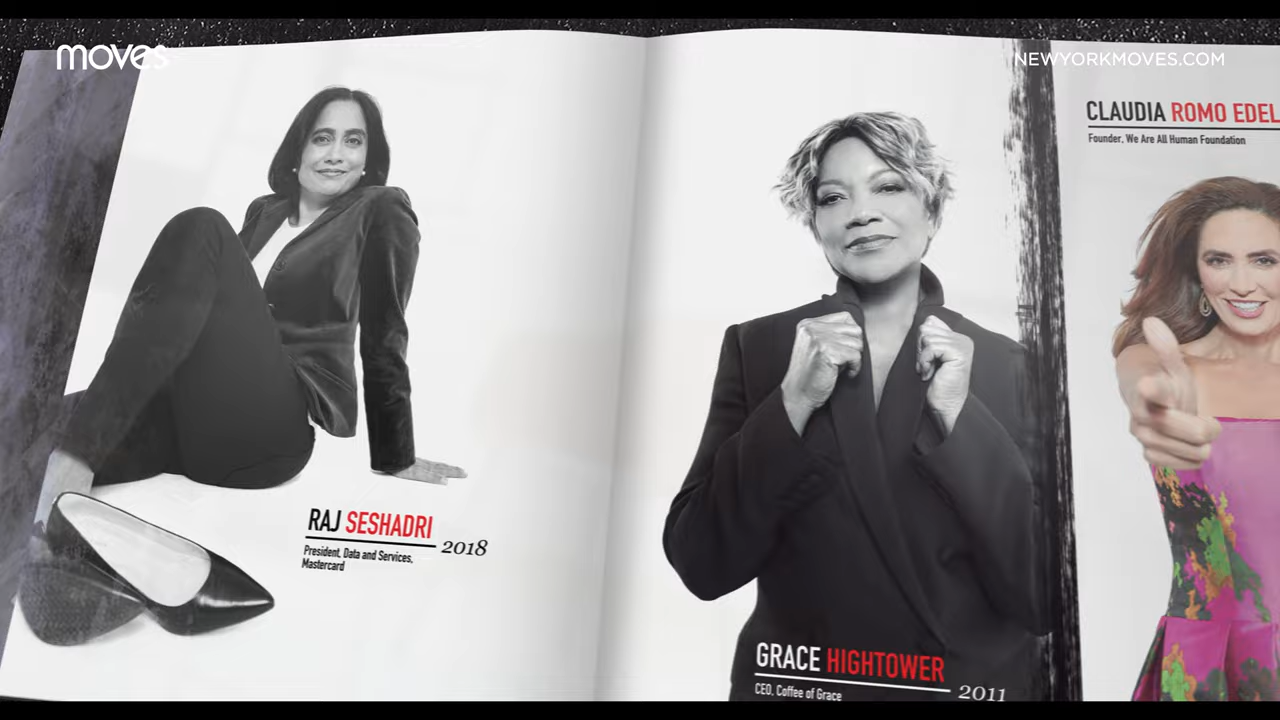 moves
NEWYORKMOVES.COM
CLAUDIA ROMO EDEL
Founder, We Are All Human Foundation
RAJ SESHADRI
2018
President, Data and Services,
Mastercard
GRACE HIGHTOWER
2011
CEO, Coffee of Grace